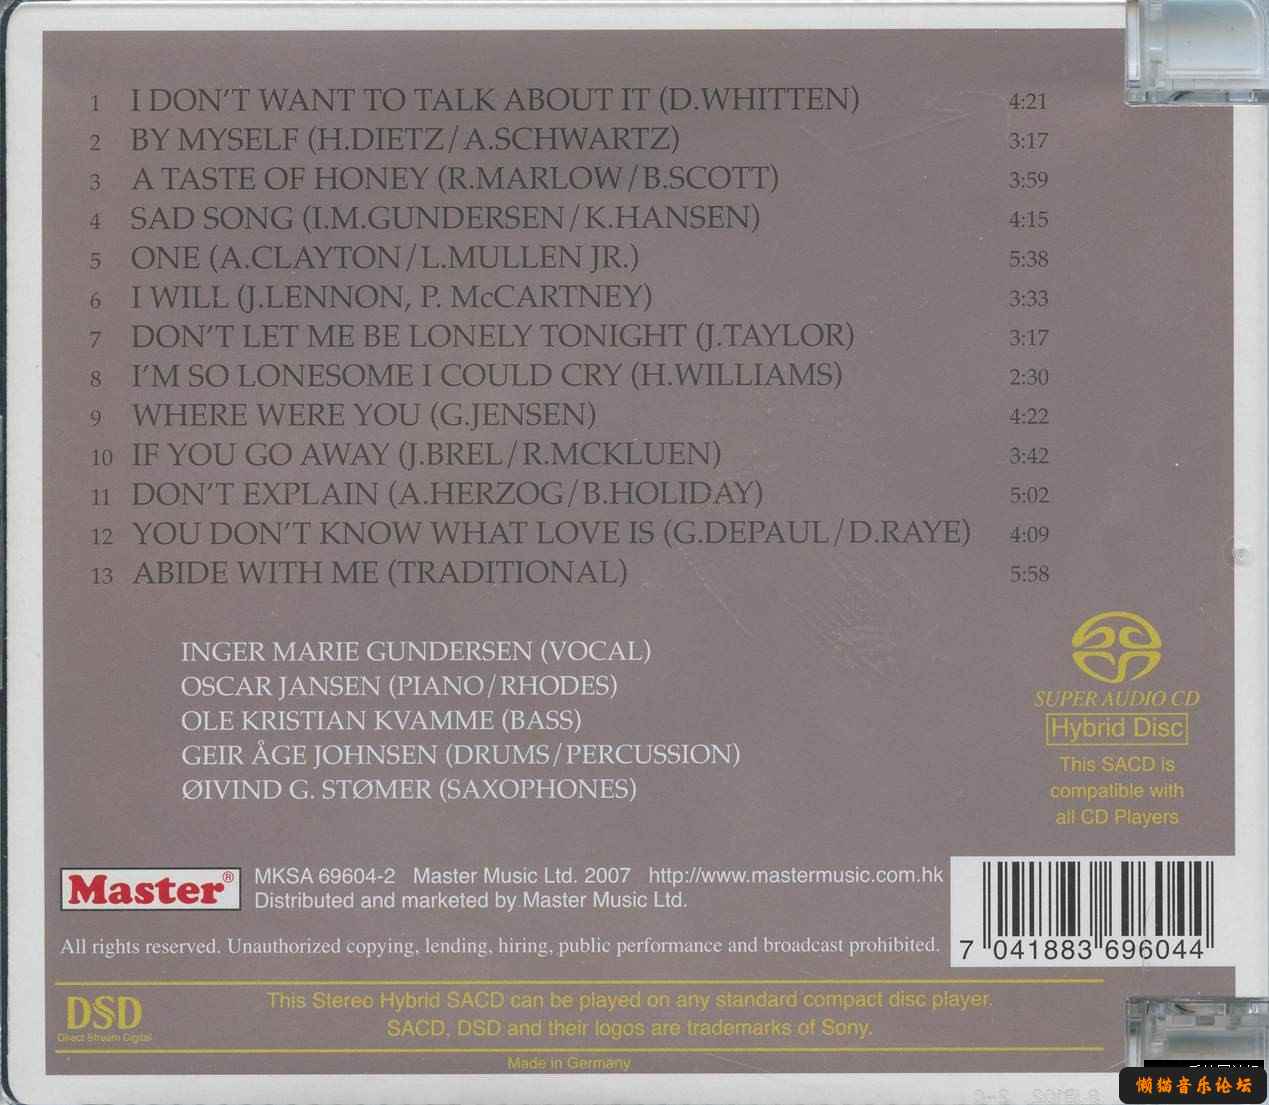 1 I DON'T WANT TO TALK ABOUT IT (D.WHITTEN) 4:21
2 BY MYSELF (H.DIETZ/A.SCHWARTZ) 3:17
3 A TASTE OF HONEY (R.MARLOW/B.SCOTT) 3:59
4 SAD SONG (I.M.GUNDERSEN/K.HANSEN) 4:15
5 ONE (A.CLAYTON/L.MULLEN JR.) 5:38
6 I WILL (J.LENNON, P. McCARTNEY) 3:33
7 DON'T LET ME BE LONELY TONIGHT (J.TAYLOR) 3:17
8 I'M SO LONESOME I COULD CRY (H.WILLIAMS) 2:30
9 WHERE WERE YOU (G.JENSEN) 4:22
10 IF YOU GO AWAY (J.BREL/R.MCKLUEN) 3:42
11 DON'T EXPLAIN (A.HERZOG/B.HOLIDAY) 5:02
12 YOU DON'T KNOW WHAT LOVE IS (G.DEPAUL/D.RAYE) 4:09
13 ABIDE WITH ME (TRADITIONAL) 5:58
INGER MARIE GUNDERSEN (VOCAL)
OSCAR JANSEN (PIANO/RHODES)
OLE KRISTIAN KVAMME (BASS)
GEIR ÅGE JOHNSEN (DRUMS/PERCUSSION)
ØIVIND G. STØMER (SAXOPHONES)
SUPER AUDIO CD
Hybrid Disc
This SACD is
compatible with
all CD Players
Master®
MKSA 69604-2 Master Music Ltd. 2007 http://www.mastermusic.com.hk
Distributed and marketed by Master Music Ltd.
All rights reserved. Unauthorized copying, lending, hiring, public performance and broadcast prohibited.
7 041883 696044
DSD
Direct Stream Digital
This Stereo Hybrid SACD can be played on any standard compact disc player.
SACD, DSD and their logos are trademarks of Sony.
Made in Germany
懒猫音乐论坛